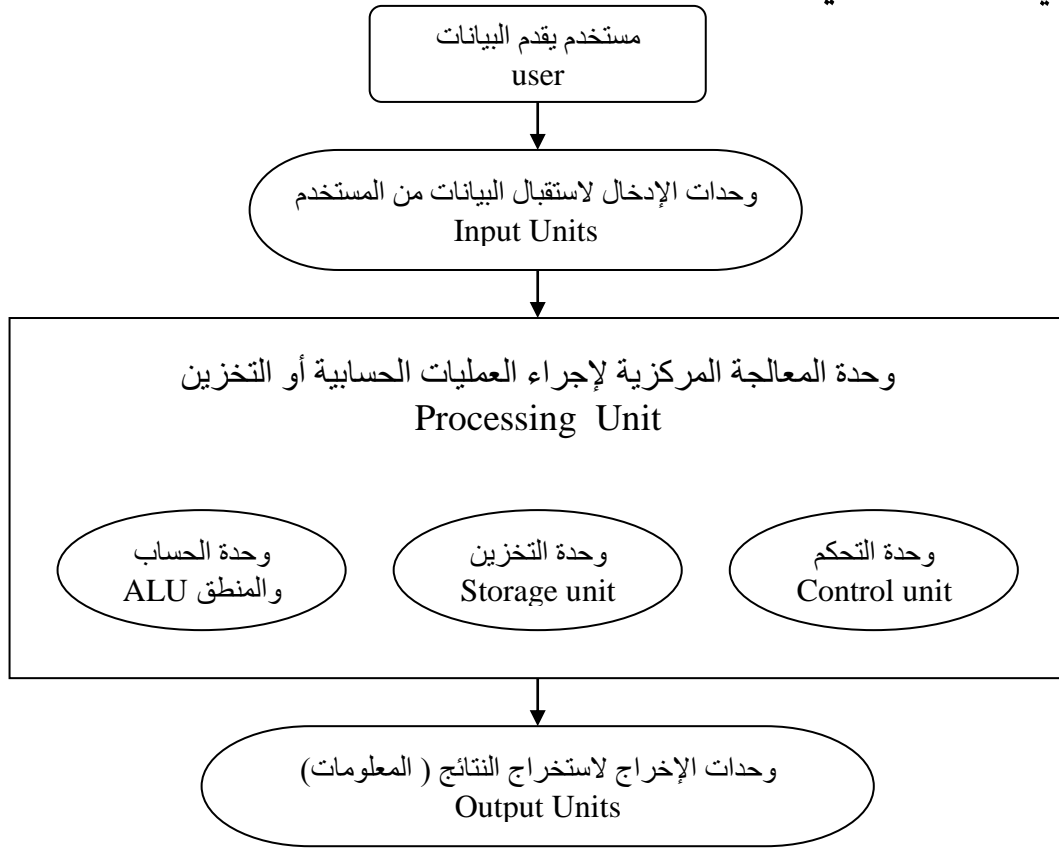 مستخدم يقدم البيانات
user
وحدات الإدخال لاستقبال البيانات من المستخدم
Input Units
وحدة المعالجة المركزية لإجراء العمليات الحسابية أو التخزين
Processing Unit
وحدة التحكم
Control unit
وحدة التخزين
Storage unit
وحدة الحساب
والمنطق ALU
وحدات الإخراج لاستخراج النتائج ( المعلومات)
Output Units